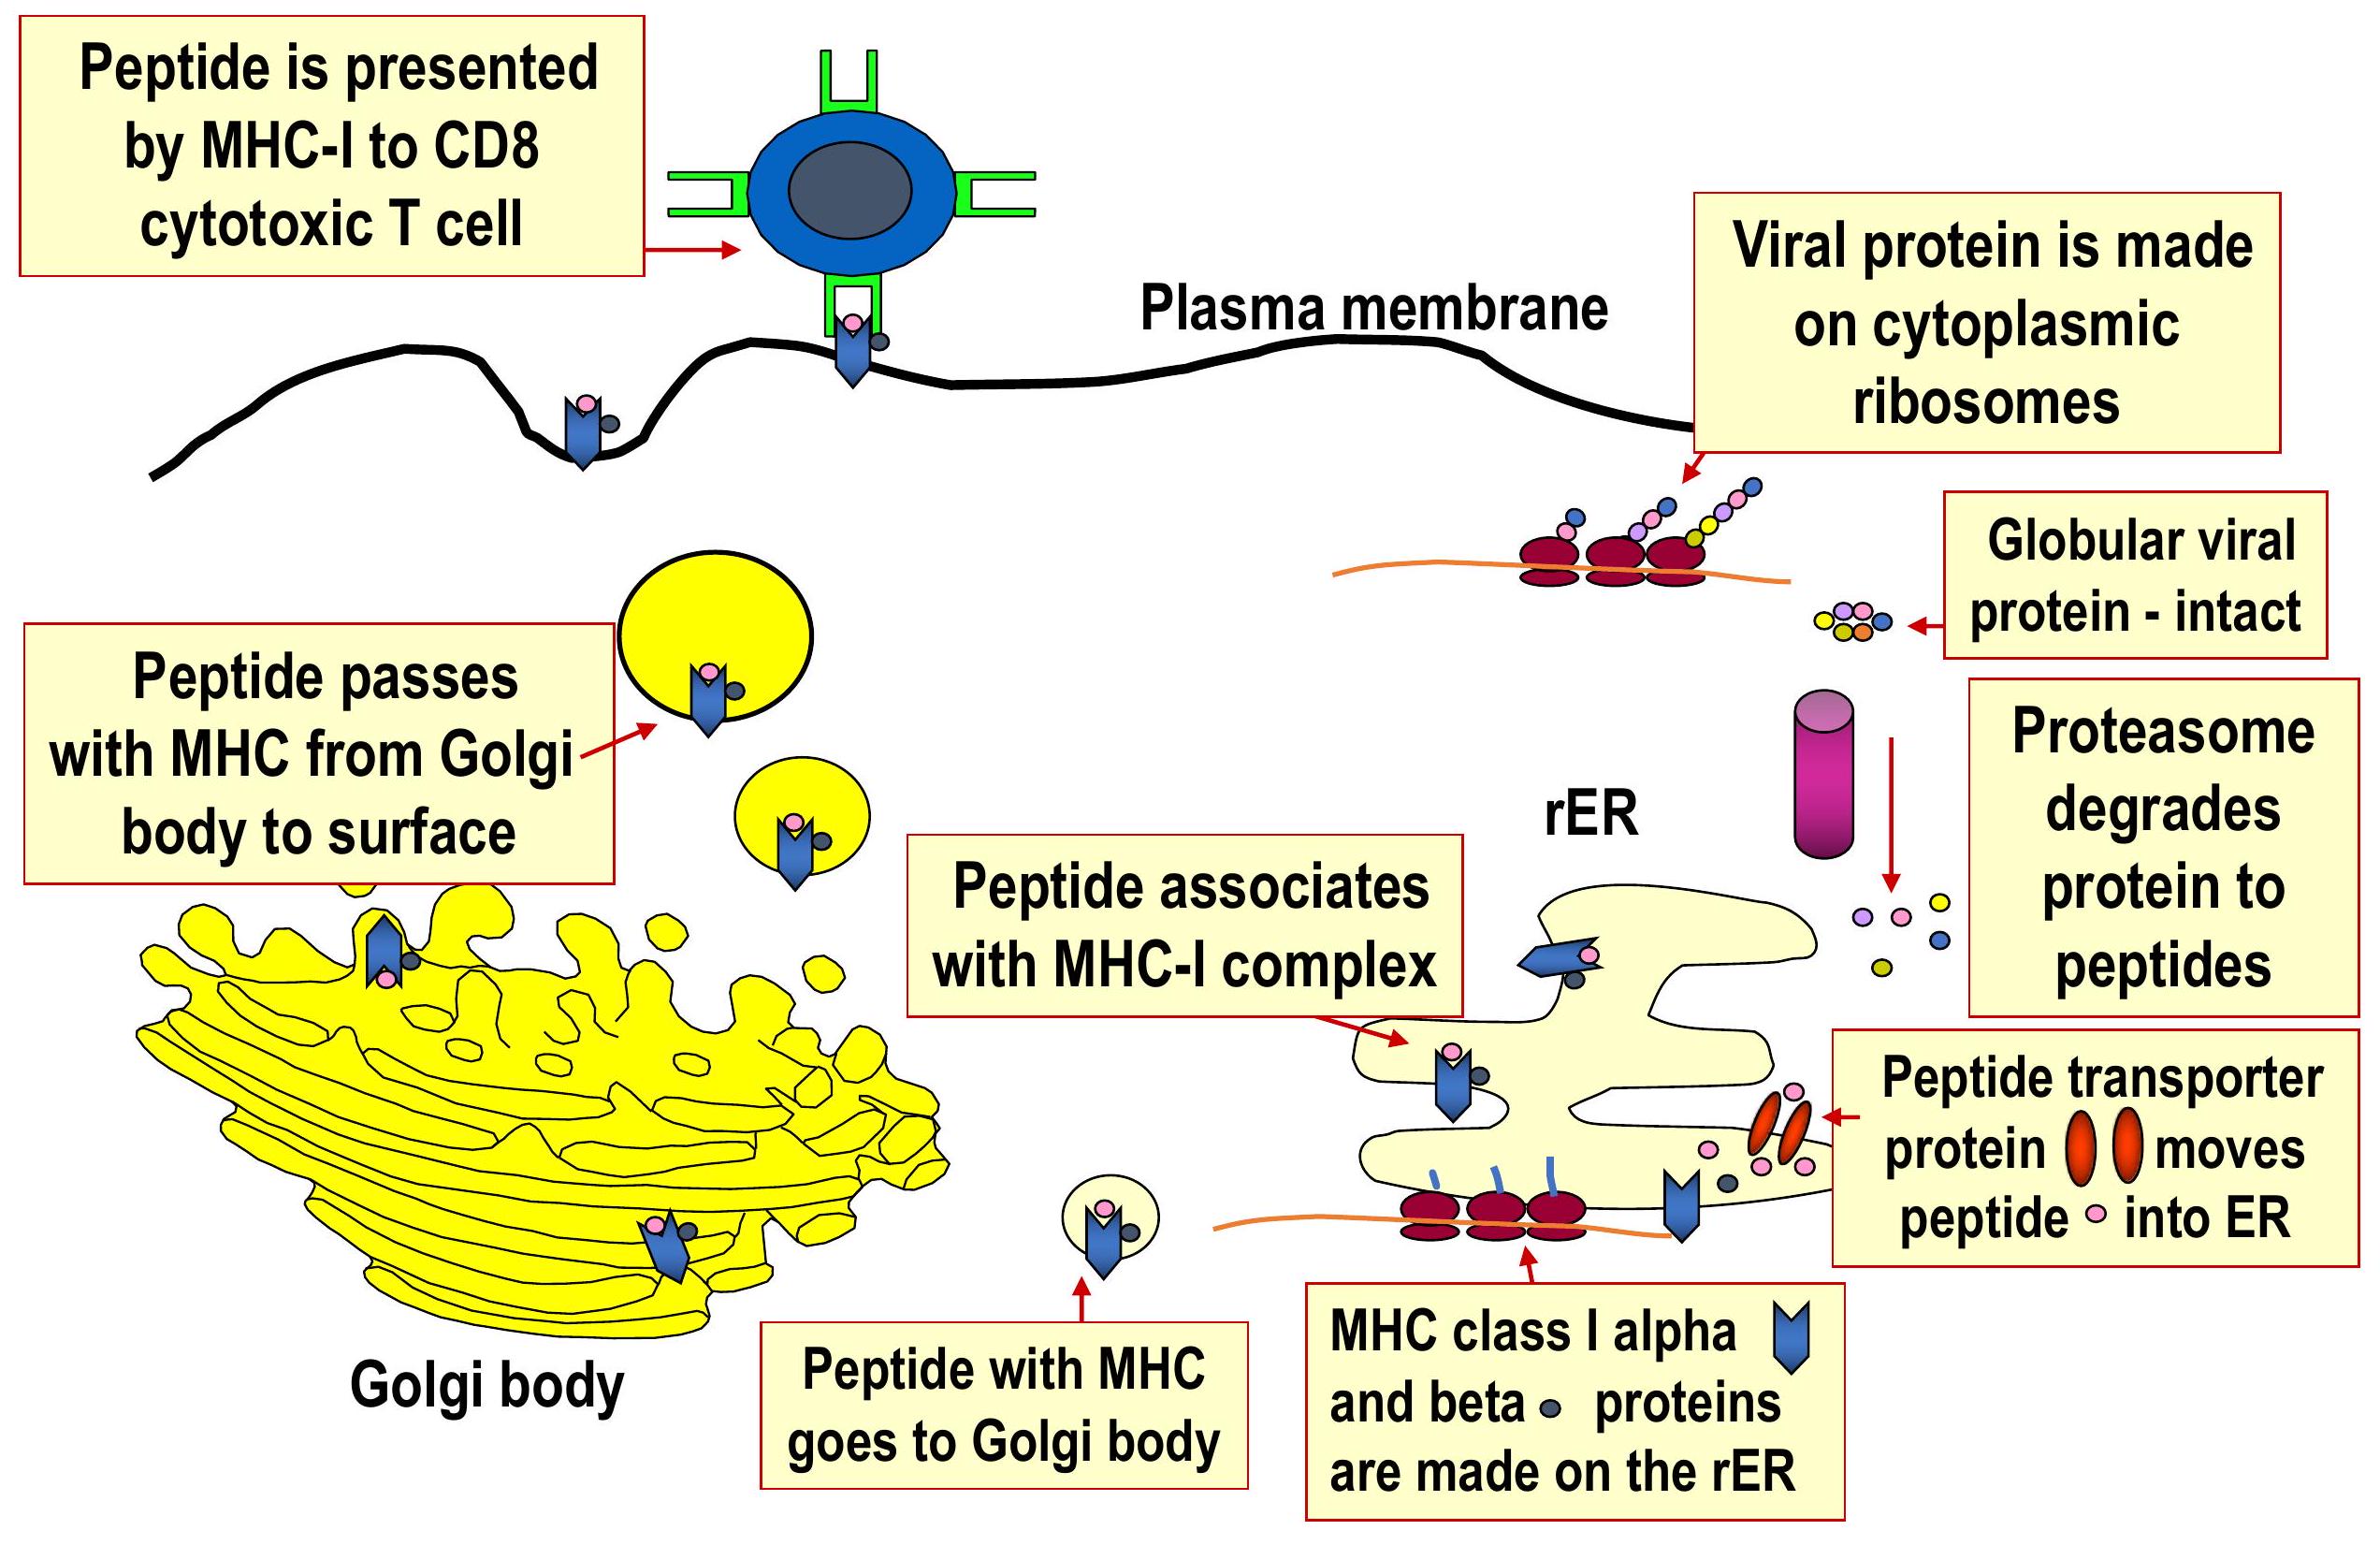 Peptide is presented
by MHC-I to CD8
cytotoxic T cell
Plasma membrane
Viral protein is made
on cytoplasmic
ribosomes
Globular viral
protein - intact
Peptide passes
with MHC from Golgi
body to surface
Proteasome
degrades
protein to
peptides
rER
Peptide associates
with MHC-I complex
Peptide transporter
protein moves
peptide into ER
MHC class I alpha
and beta proteins
are made on the rER
Peptide with MHC
goes to Golgi body
Golgi body